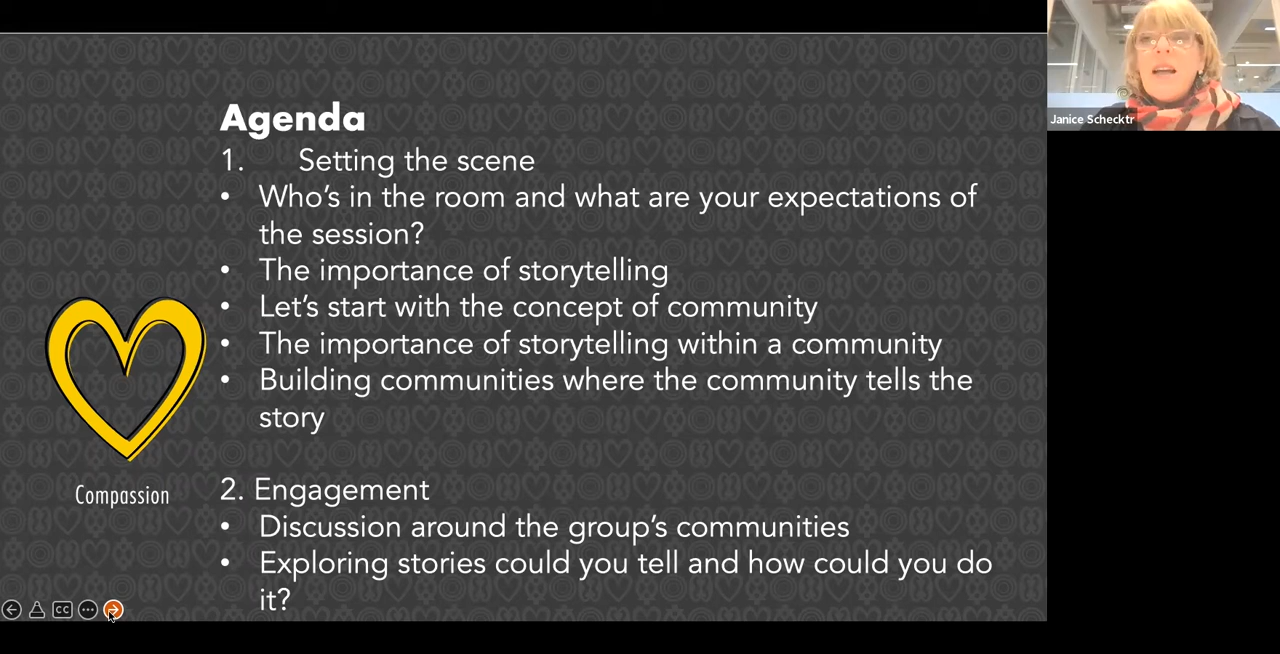 Agenda
1. Setting the scene
• Who's in the room and what are your expectations of
the session?
• The importance of storytelling
• Let's start with the concept of community
• The importance of storytelling within a community
• Building communities where the community tells the
story
2. Engagement
• Discussion around the group's communities
• Exploring stories could you tell and how could you do
it?
Compassion
CC
Janice Schecktr